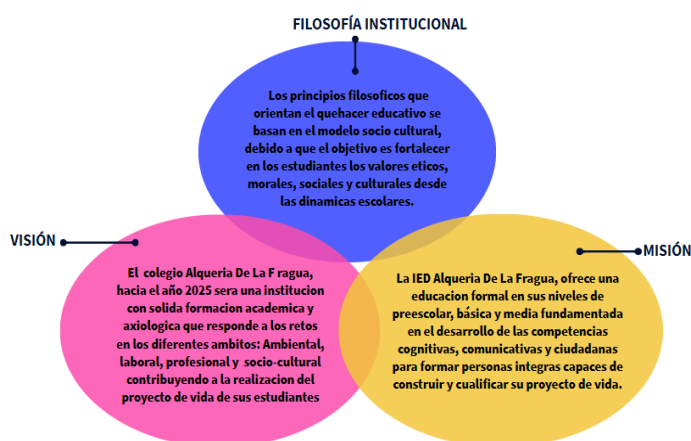 FILOSOFÍA INSTITUCIONAL
Los principios filosoficos que
orientan el quehacer educativo se
basan en el modelo socio cultural,
debido a que el objetivo es fortalecer
en los estudiantes los valores eticos,
morales, sociales y culturales desde
las dinamicas escolares.
VISIÓN
El colegio Alqueria De La F ragua,
hacia el año 2025 sera una institucion
con solida formacion academica y
axiologica que responde a los retos
en los diferentes ambitos: Ambiental,
laboral, profesional y socio-cultural
contribuyendo a la realizacion del
proyecto de vida de sus estudiantes
MISIÓN
La IED Alqueria De La Fragua, ofrece una
educacion formal en sus niveles de
preescolar, básica y media fundamentada
en el desarrollo de las competencias
cognitivas, comunicativas y ciudadanas
para formar personas integras capaces de
construir y cualificar su proyecto de vida.